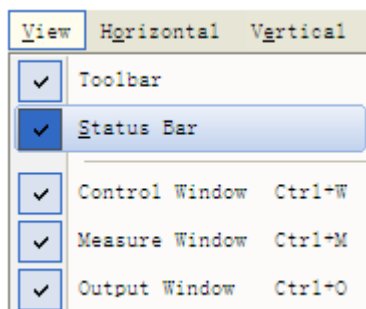 View Horizontal Vertical
Toolbar
Status Bar
Control Window Ctrl+W
Measure Window Ctrl+M
Output Window Ctrl+O